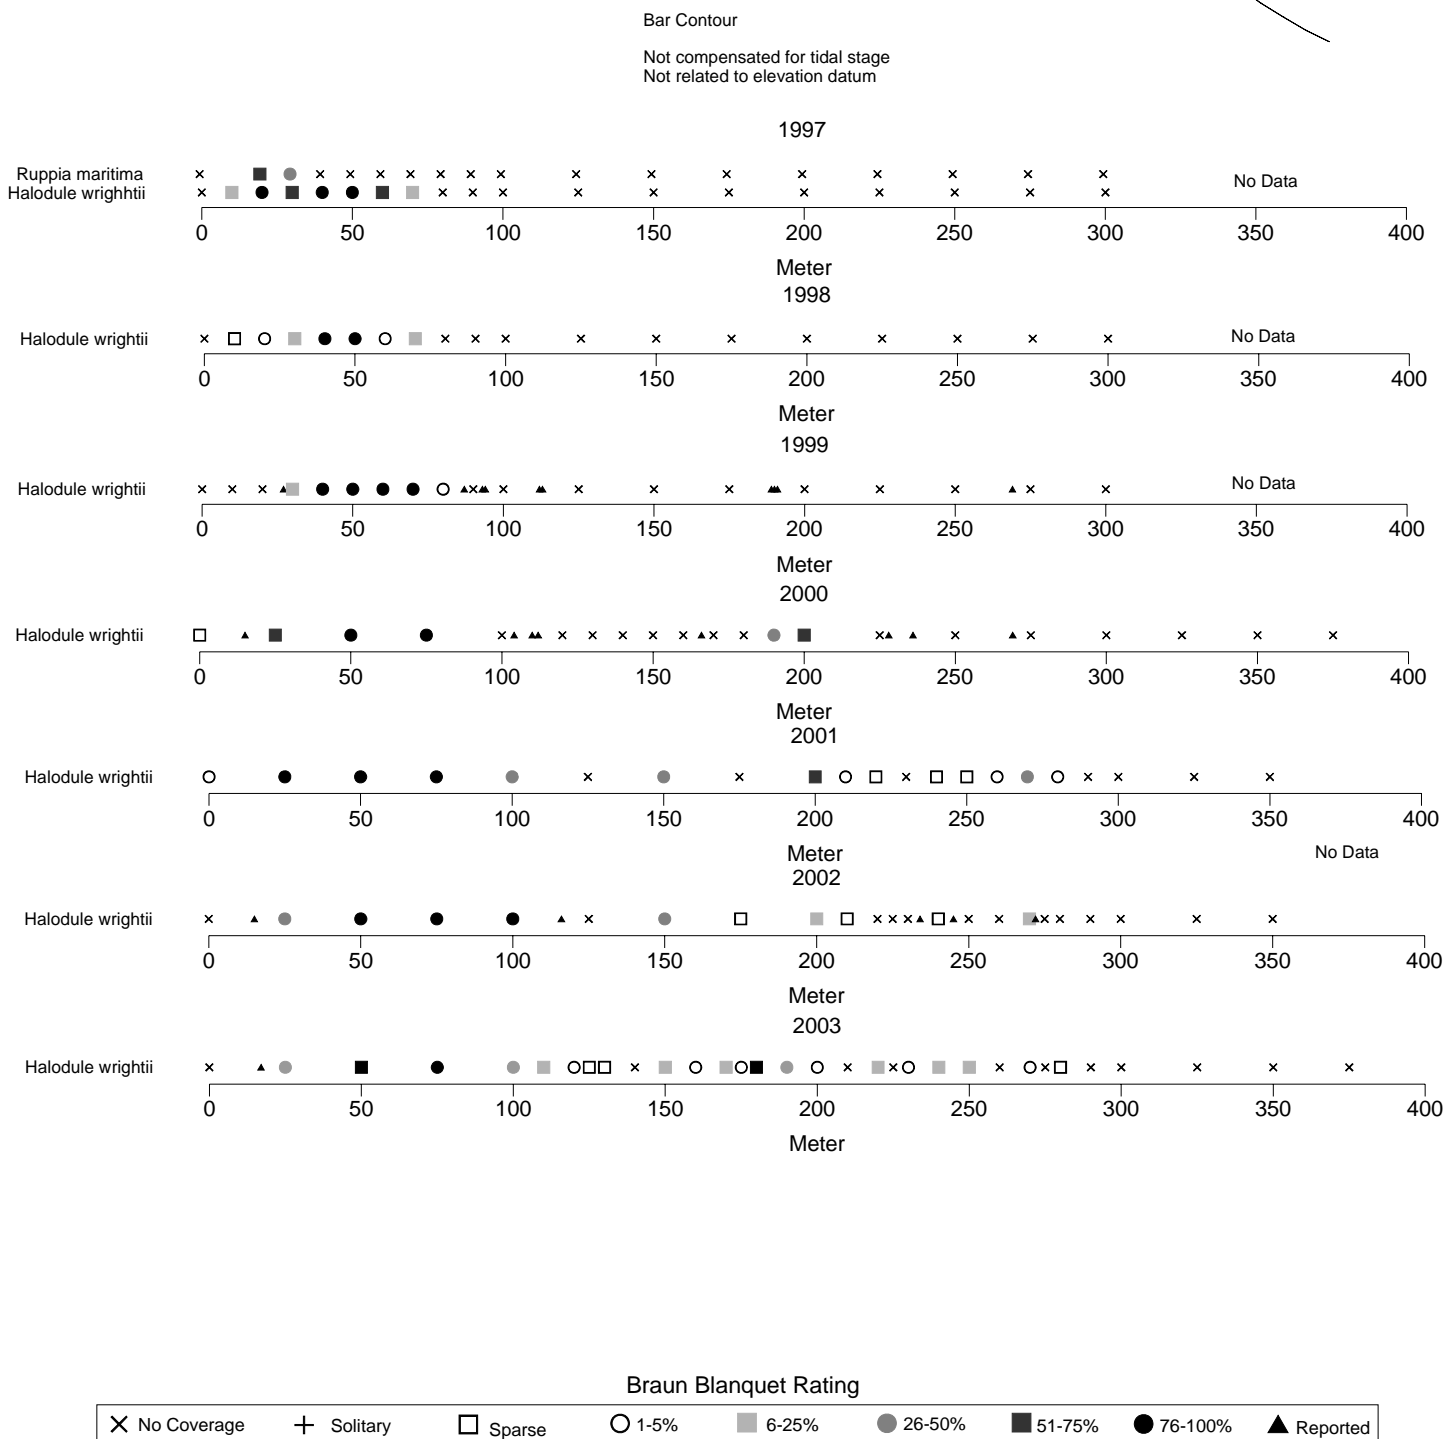 Bar Contour
Not compensated for tidal stage
Not related to elevation datum
1997
Ruppia maritima
Halodule wrighhtii
No Data
0 50 100 150 200 250 300 350 400
Meter
1998
Halodule wrightii
No Data
0 50 100 150 200 250 300 350 400
Meter
1999
Halodule wrightii
No Data
0 50 100 150 200 250 300 350 400
Meter
2000
Halodule wrightii
0 50 100 150 200 250 300 350 400
Meter
2001
Halodule wrightii
0 50 100 150 200 250 300 350 400
Meter
No Data
2002
Halodule wrightii
0 50 100 150 200 250 300 350 400
Meter
2003
Halodule wrightii
0 50 100 150 200 250 300 350 400
Meter
Braun Blanquet Rating
No Coverage Solitary Sparse 1-5% 6-25% 26-50% 51-75% 76-100% Reported